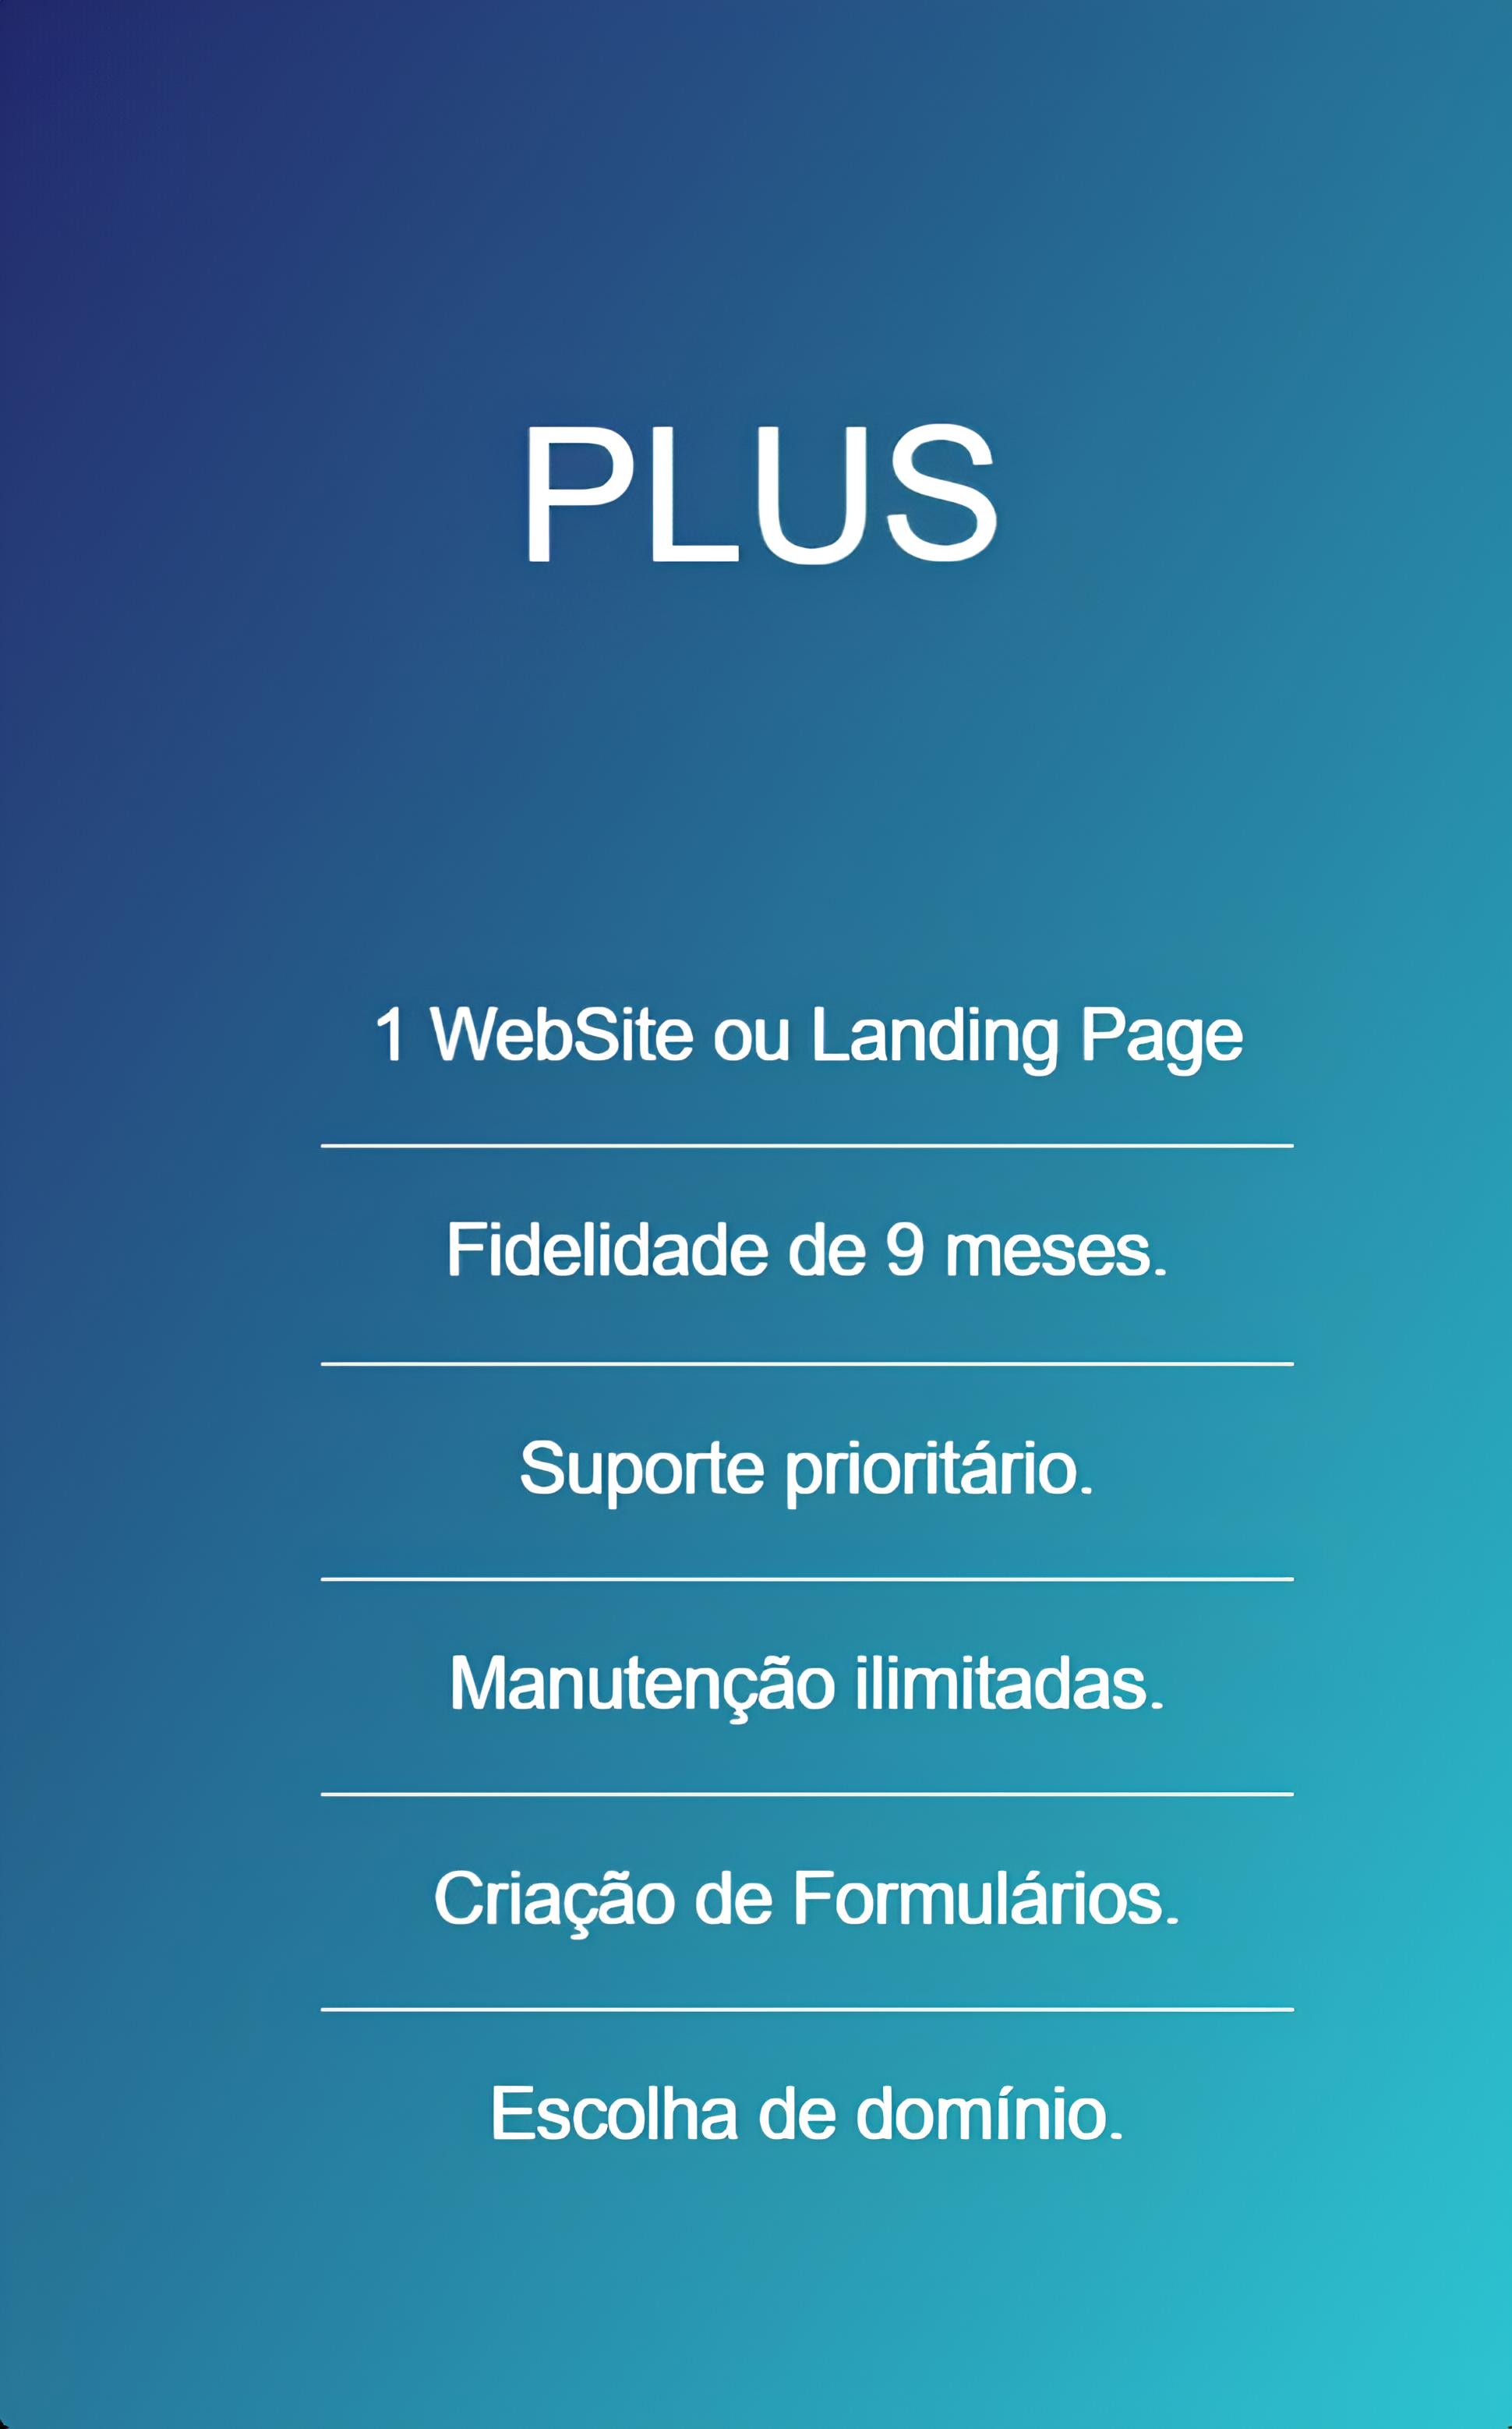 PLUS
1 WebSite ou Landing Page
Fidelidade de 9 meses.
Suporte prioritário.
Manutenção ilimitadas.
Criação de Formulários.
Escolha de domínio.